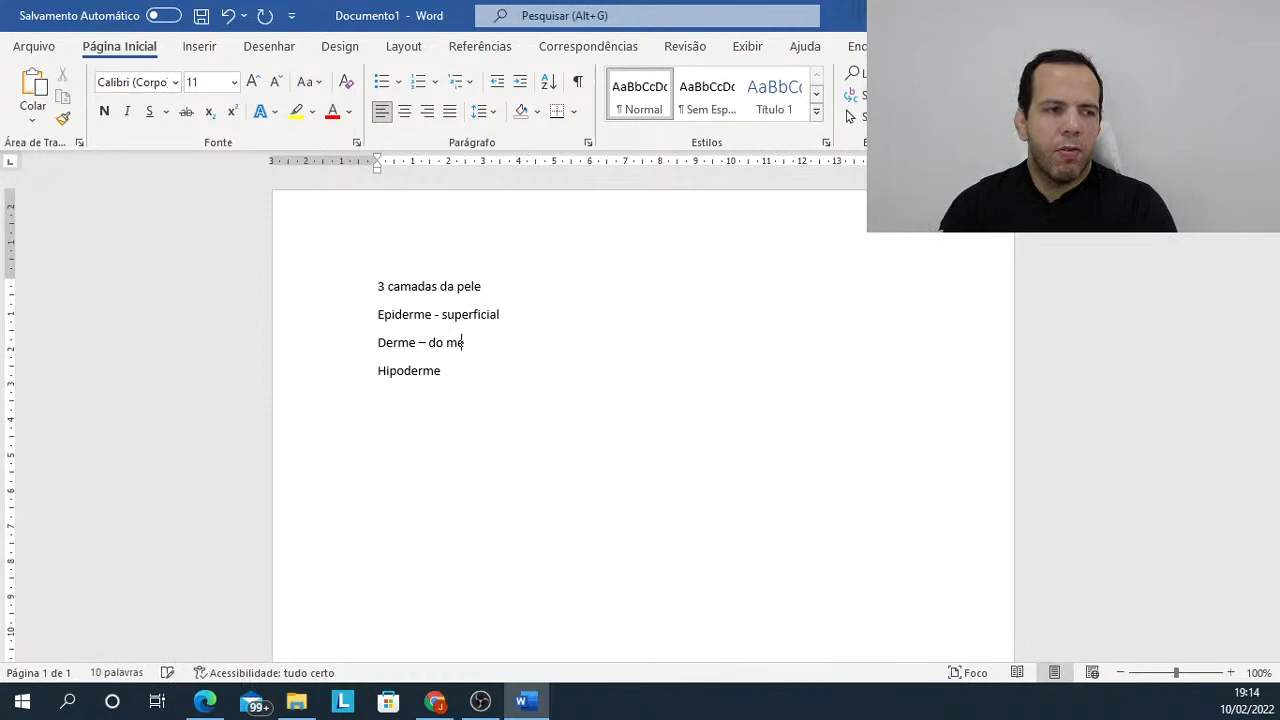 Salvamento Automático
Documento1 - Word
Pesquisar (Alt+G)
Arquivo Página Inicial Inserir Desenhar Design Layout Referências Correspondências Revisão Exibir Ajuda
Colar
Calibri (Corpo 11
AaBbCcDc AaBbCcDc AaBbCc
¶ Normal ¶ Sem Esp... Título 1
Área de Tra... Fonte Parágrafo Estilos
3 camadas da pele
Epiderme - superficial
Derme – do me
Hipoderme
Página 1 de 1 10 palavras Acessibilidade: tudo certo Foco 100%
99+
19:14
10/02/2022